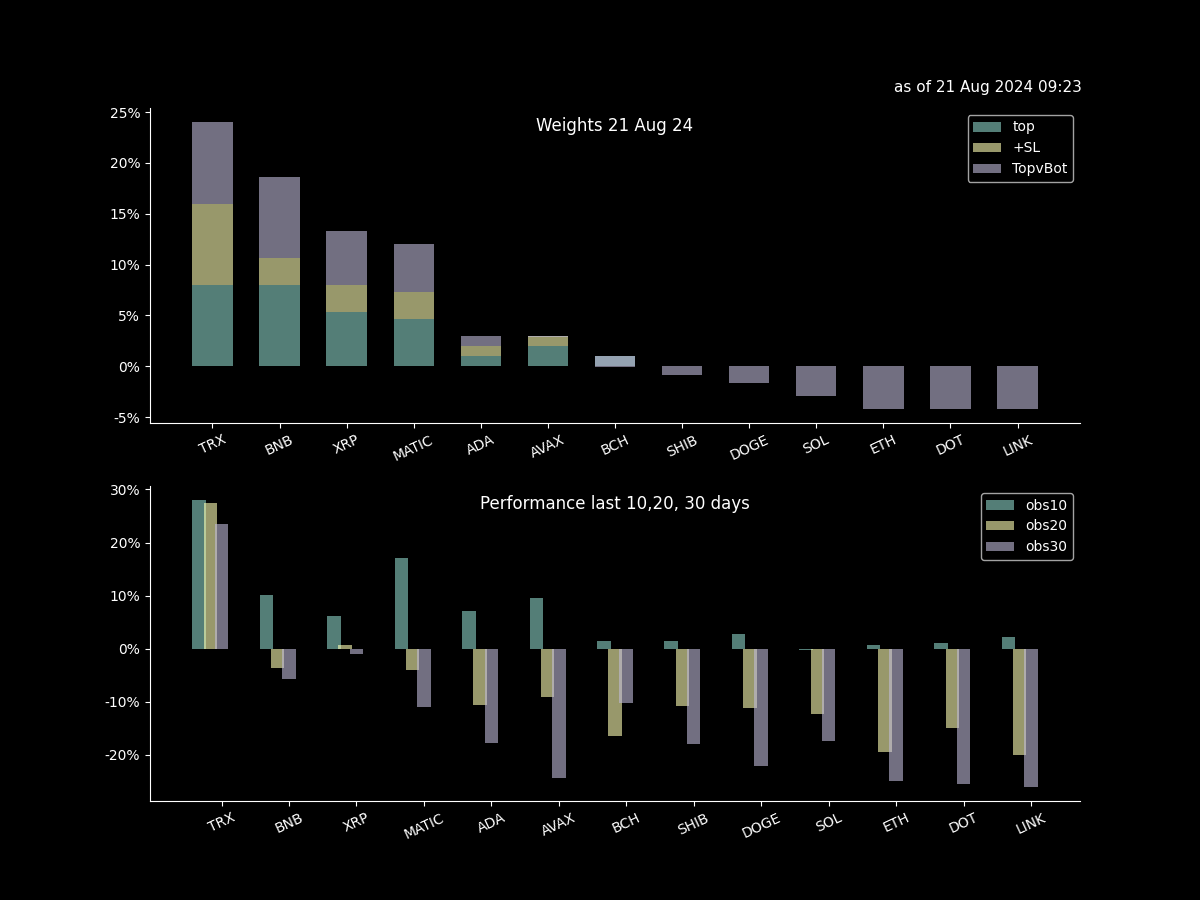 as of 21 Aug 2024 09:23
Weights 21 Aug 24
top
+SL
TopvBot
25%
20%
15%
10%
5%
0%
-5%
TRX BNB XRP MATIC ADA AVAX BCH SHIB DOGE SOL ETH DOT LINK
Performance last 10,20, 30 days
obs10
obs20
obs30
30%
20%
10%
0%
-10%
-20%
TRX BNB XRP MATIC ADA AVAX BCH SHIB DOGE SOL ETH DOT LINK